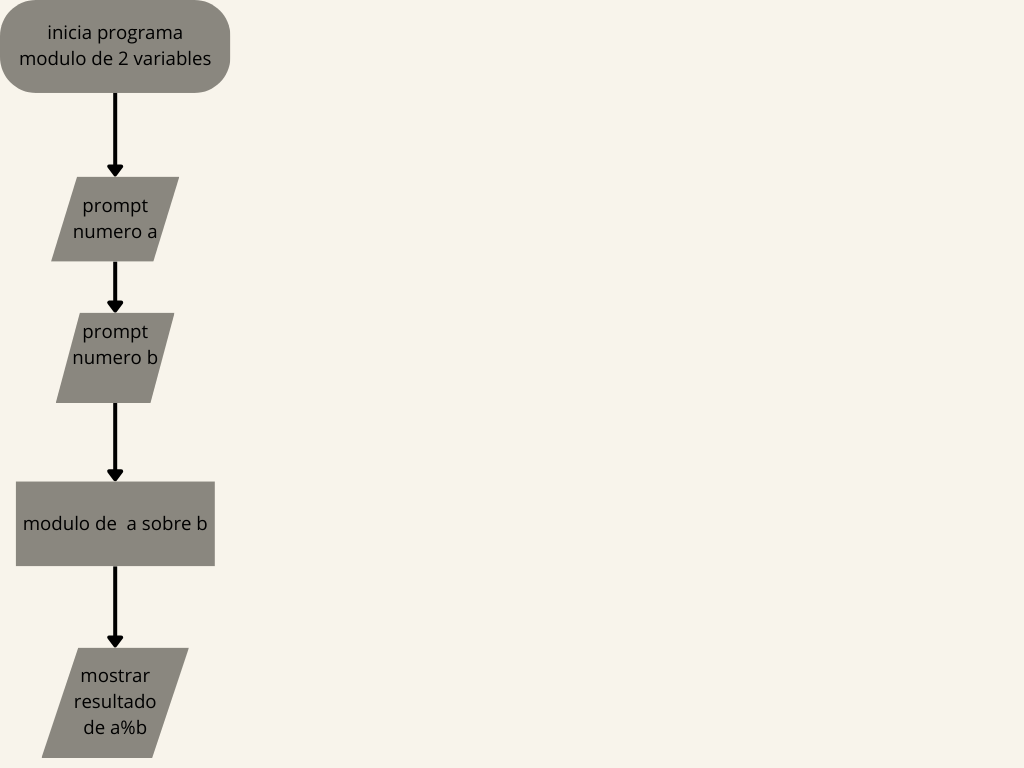 inicia programa
modulo de 2 variables
prompt
numero a
prompt
numero b
modulo de  a sobre b
mostrar
resultado
de a%b